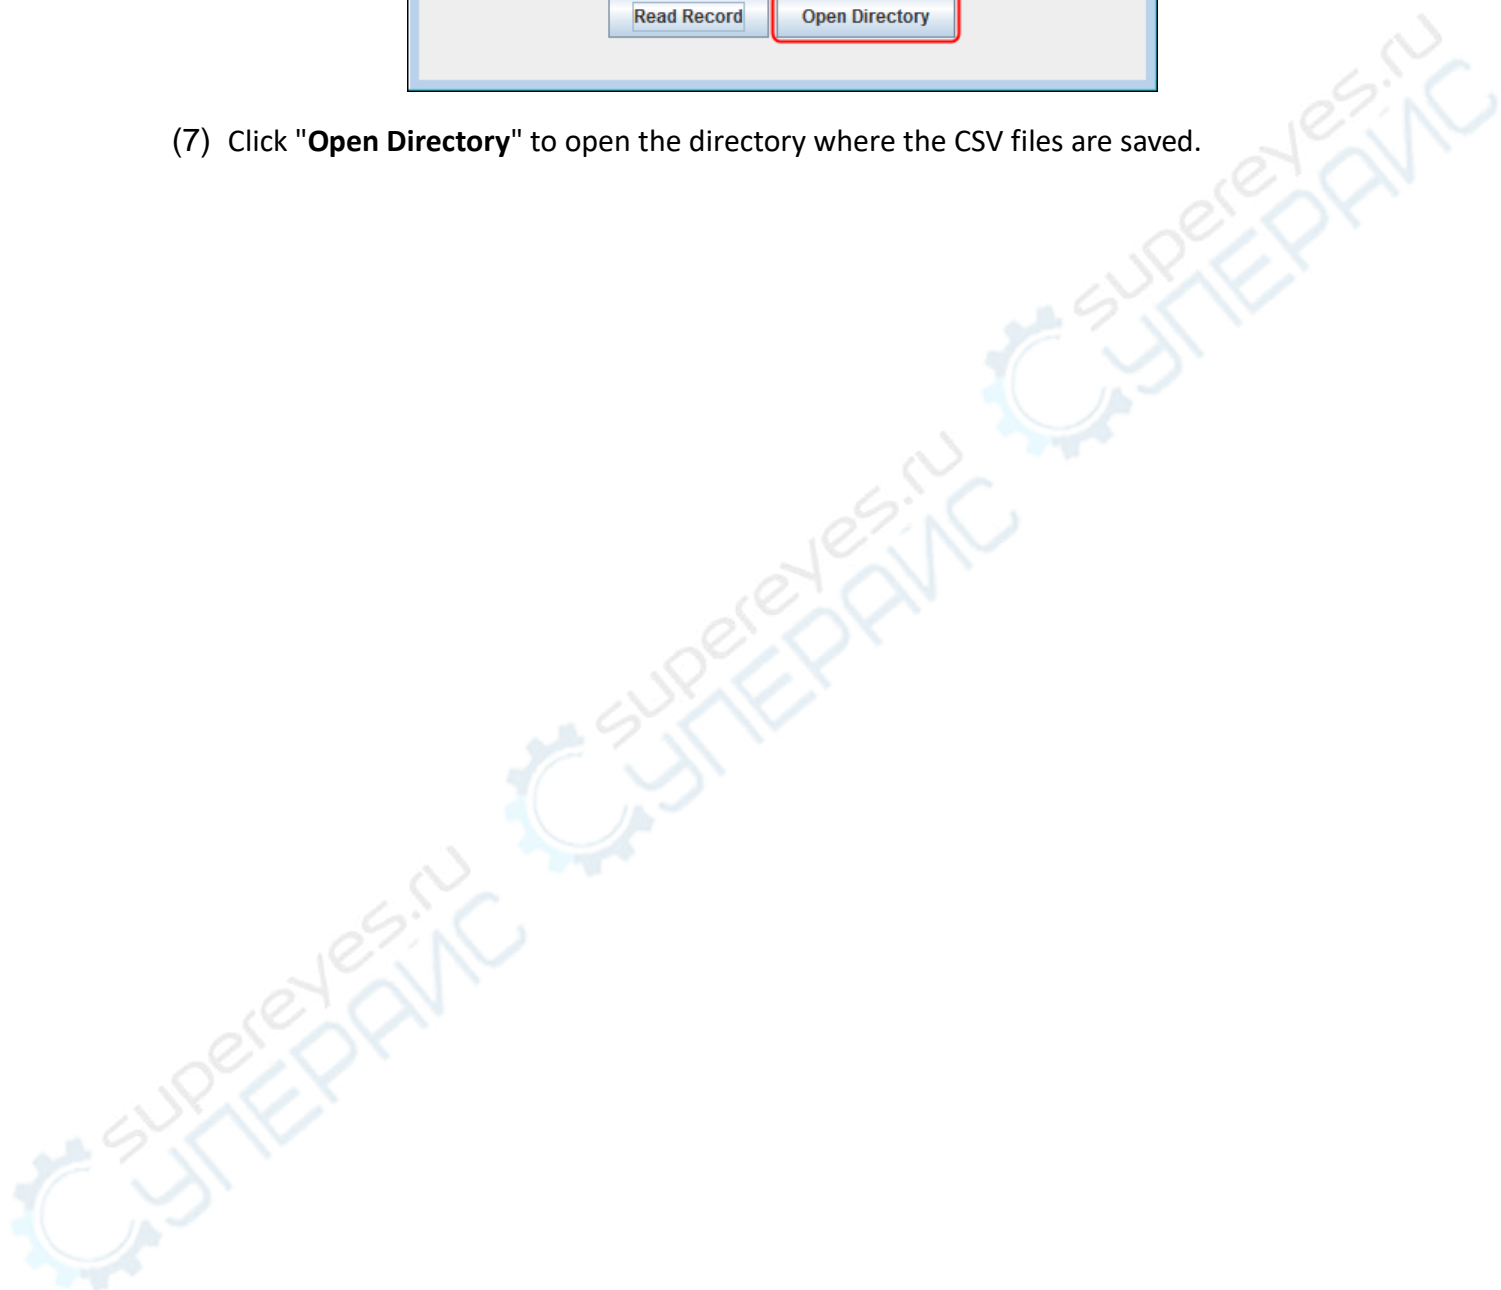 Read Record Open Directory
(7) Click "Open Directory" to open the directory where the CSV files are saved.
supereyes.ru
СУПЕРАЙС
supereyes.ru
СУПЕРАЙС
supereyes.ru
СУПЕРАЙС